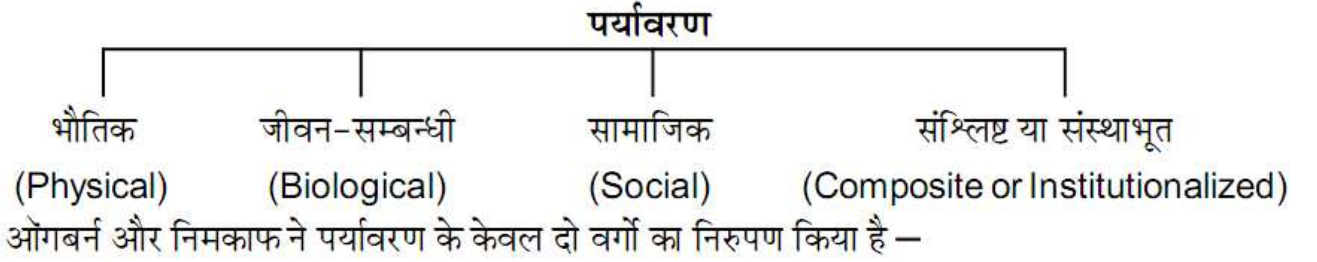 पर्यावरण
भौतिक जीवन-सम्बन्धी सामाजिक संश्लिष्ट या संस्थाभूत
(Physical) (Biological) (Social) (Composite or Institutionalized)
ऑगबर्न और निमकाफ ने पर्यावरण के केवल दो वर्गो का निरुपण किया है –